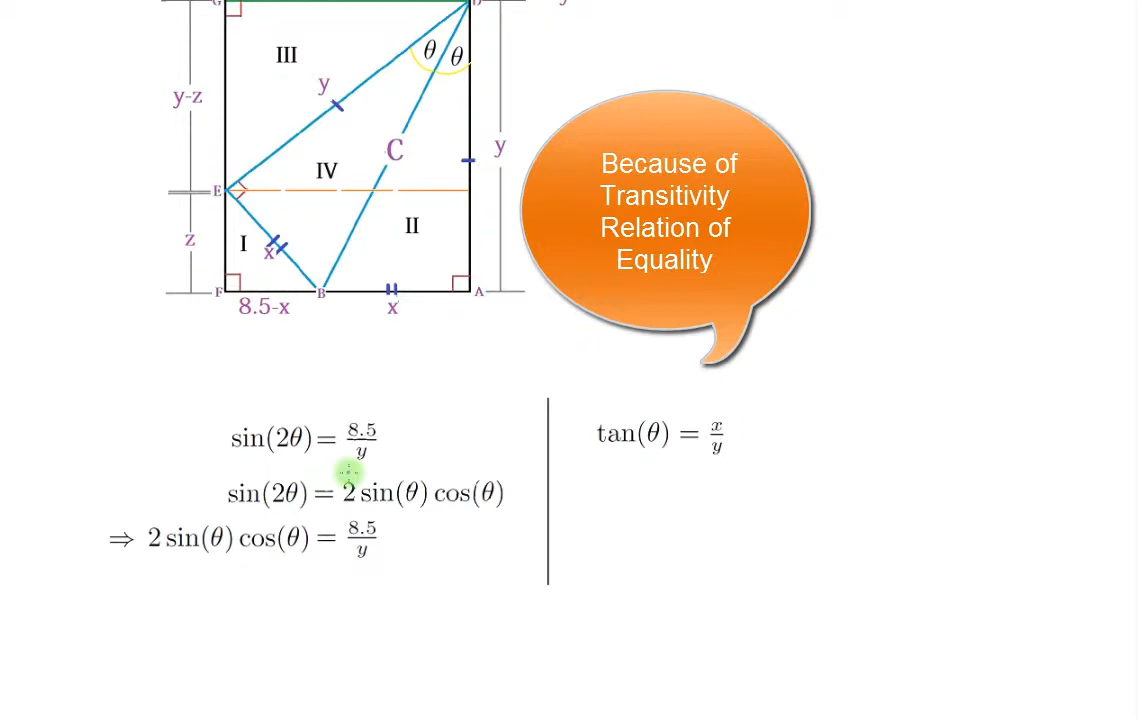 III
θ θ
y
y-z
C
y
IV
E
II
z
I
x
F
B
A
8.5-x
x
Because of
Transitivity
Relation of
Equality
sin(2θ) = 8.5/y
sin(2θ) = 2 sin(θ) cos(θ)
⇒ 2 sin(θ) cos(θ) = 8.5/y
tan(θ) = x/y